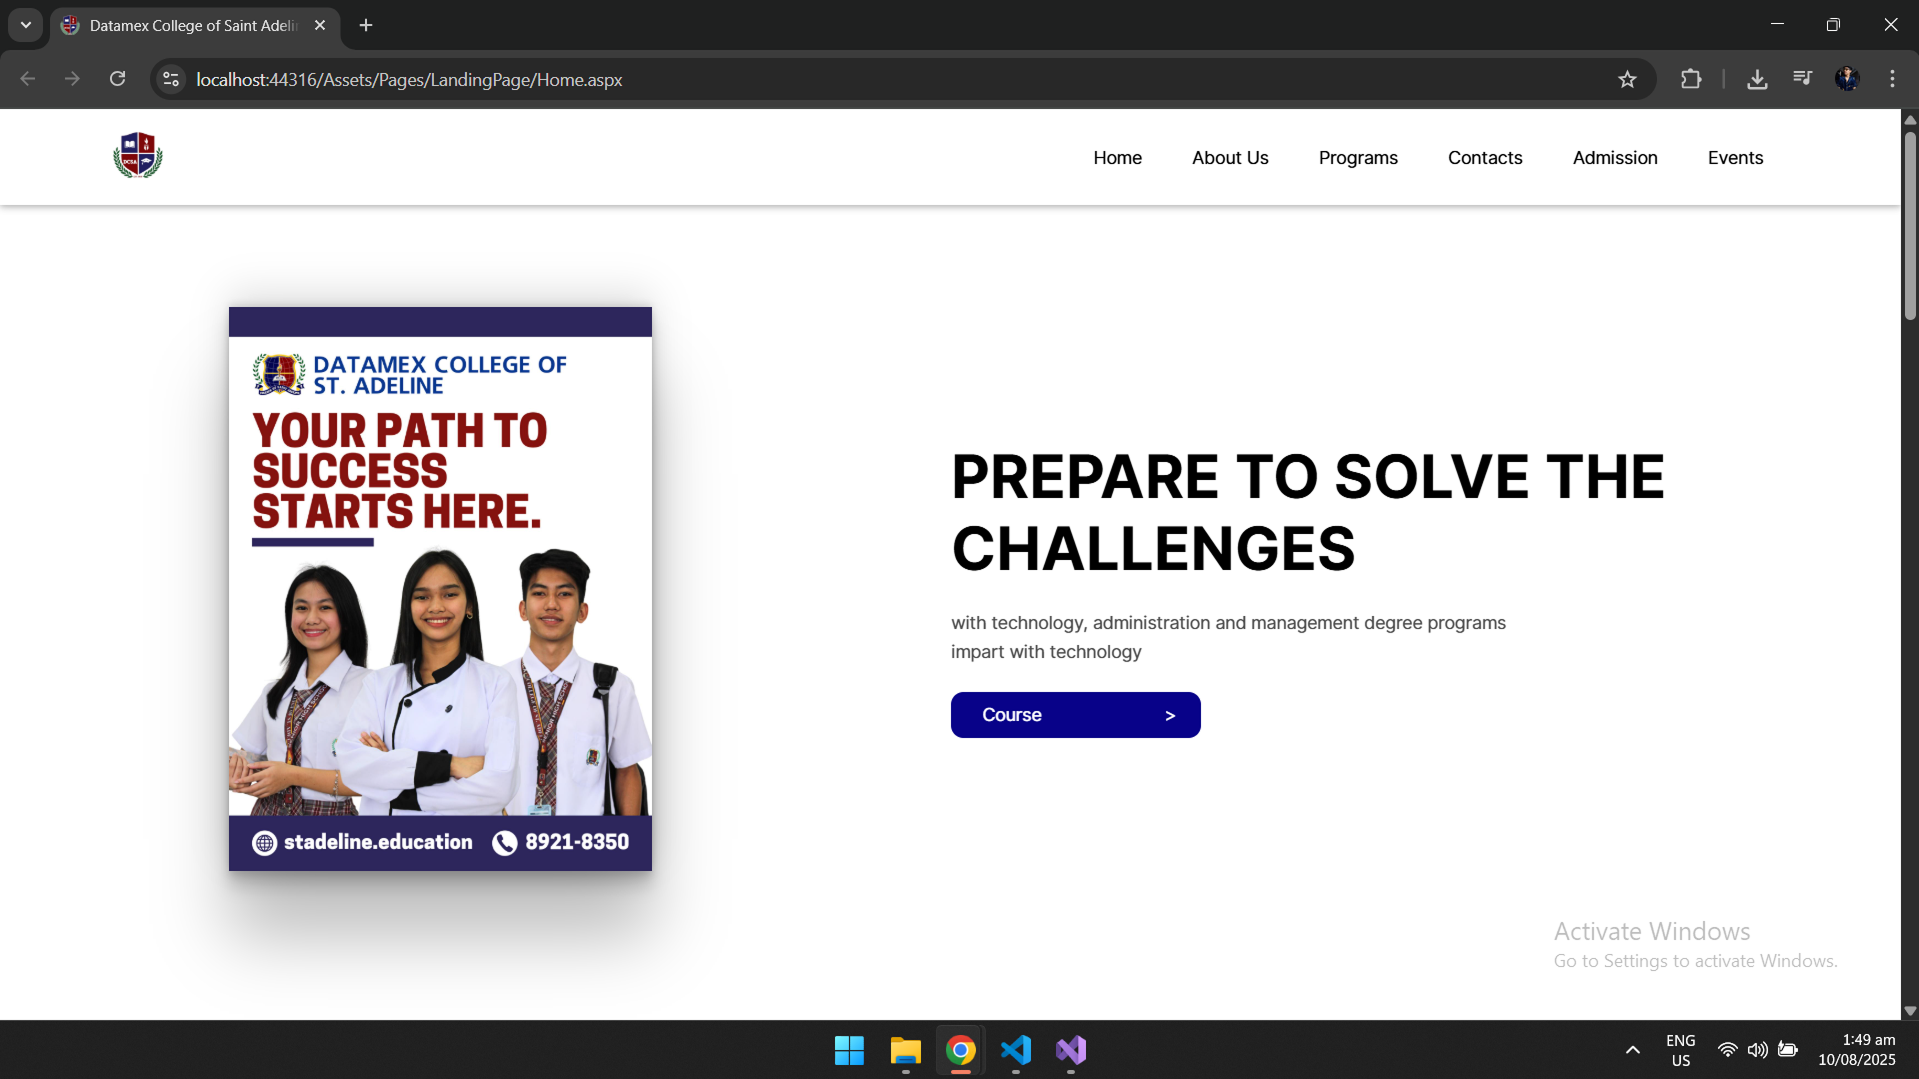 Datamex College of Saint Adeli
localhost:44316/Assets/Pages/LandingPage/Home.aspx
DCSA
Home
About Us
Programs
Contacts
Admission
Events
DATAMEX COLLEGE OF
ST. ADELINE
YOUR PATH TO
SUCCESS
STARTS HERE.
stadeline.education
8921-8350
PREPARE TO SOLVE THE
CHALLENGES
with technology, administration and management degree programs
impart with technology
Course >
Activate Windows
Go to Settings to activate Windows.
ENG
US
1:49 am
10/08/2025